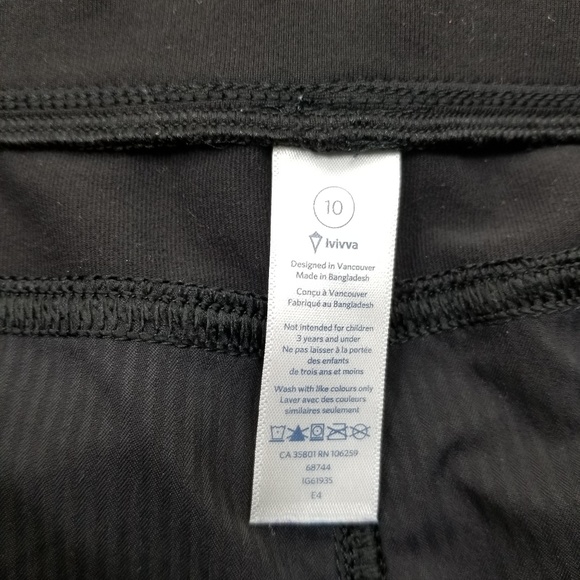 10
lvivva
Designed in Vancouver
Made in Bangladesh
Conçu à Vancouver
Fabriqué au Bangladesh
Not intended for children
3 years and under
Ne pas laisser à la portée
des enfants
de trois ans et moins
Wash with like colours only
Laver avec des couleurs
similaires seulement
CA 35801 RN 106259
68744
IG61935
E4